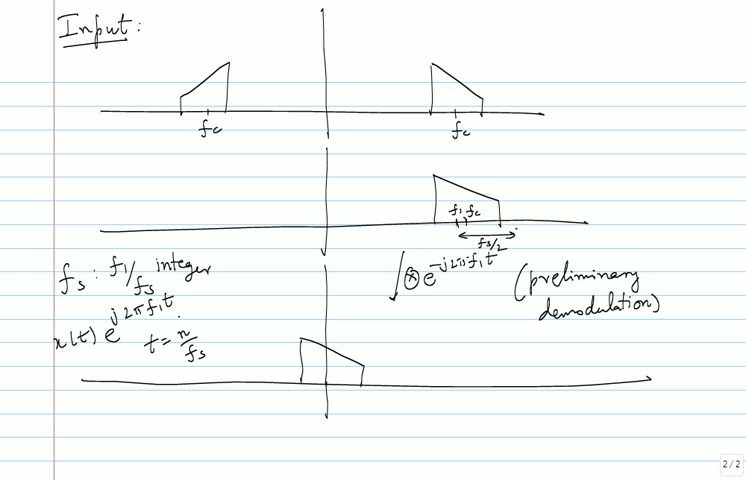 Input:
fc
fc
f1 fc
fs/2
⊗ e^{-j2πf1t}
(preliminary demodulation)
fs : f1/fs integer
x(t) e^{j2πf1t}.
t = n/fs
2/2